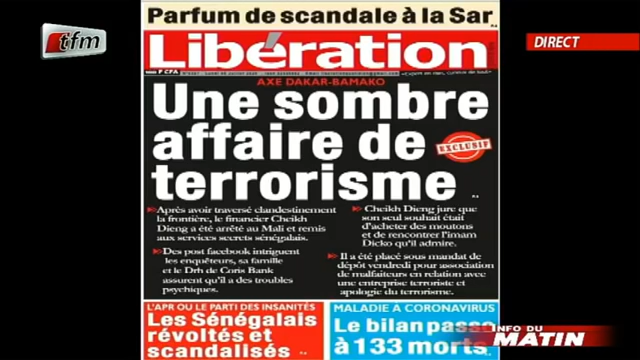 Parfum de scandale à la Sar
tfm
DIRECT
Libération
AXE DAKAR-BAMAKO
Une sombre
affaire de
EXCLUSIF
terrorisme
Après avoir traversé clandestinement
la frontière, le financier Cheikh
Dieng a été arrêté au Mali et remis
aux services secrets sénégalais.
Des post facebook intriguent les
enquêteurs, sa famille
et le Drh de Coris Bank
assurent qu'il a des troubles
psychiques.
Cheikh Dieng jure que
son seul souhait était
d'acheter des moutons
et de rencontrer l'imam
Dicko qu'il admire.
Il a été placé sous mandat de
dépôt vendredi pour association
de malfaiteurs en relation avec une
entreprise terroriste et
apologie du terrorisme.
L'APR OU LE PARTI DES INSANITÉS
Les Sénégalais
révoltés et
scandalisés
MALADIE À CORONAVIRUS
Le bilan passe
à 133 morts
INFO DU
MATIN